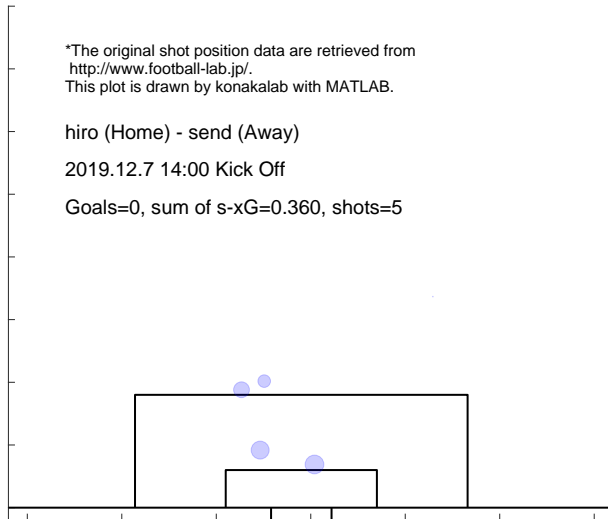 *The original shot position data are retrieved from
http://www.football-lab.jp/.
This plot is drawn by konakalab with MATLAB.
hiro (Home) - send (Away)
2019.12.7 14:00 Kick Off
Goals=0, sum of s-xG=0.360, shots=5